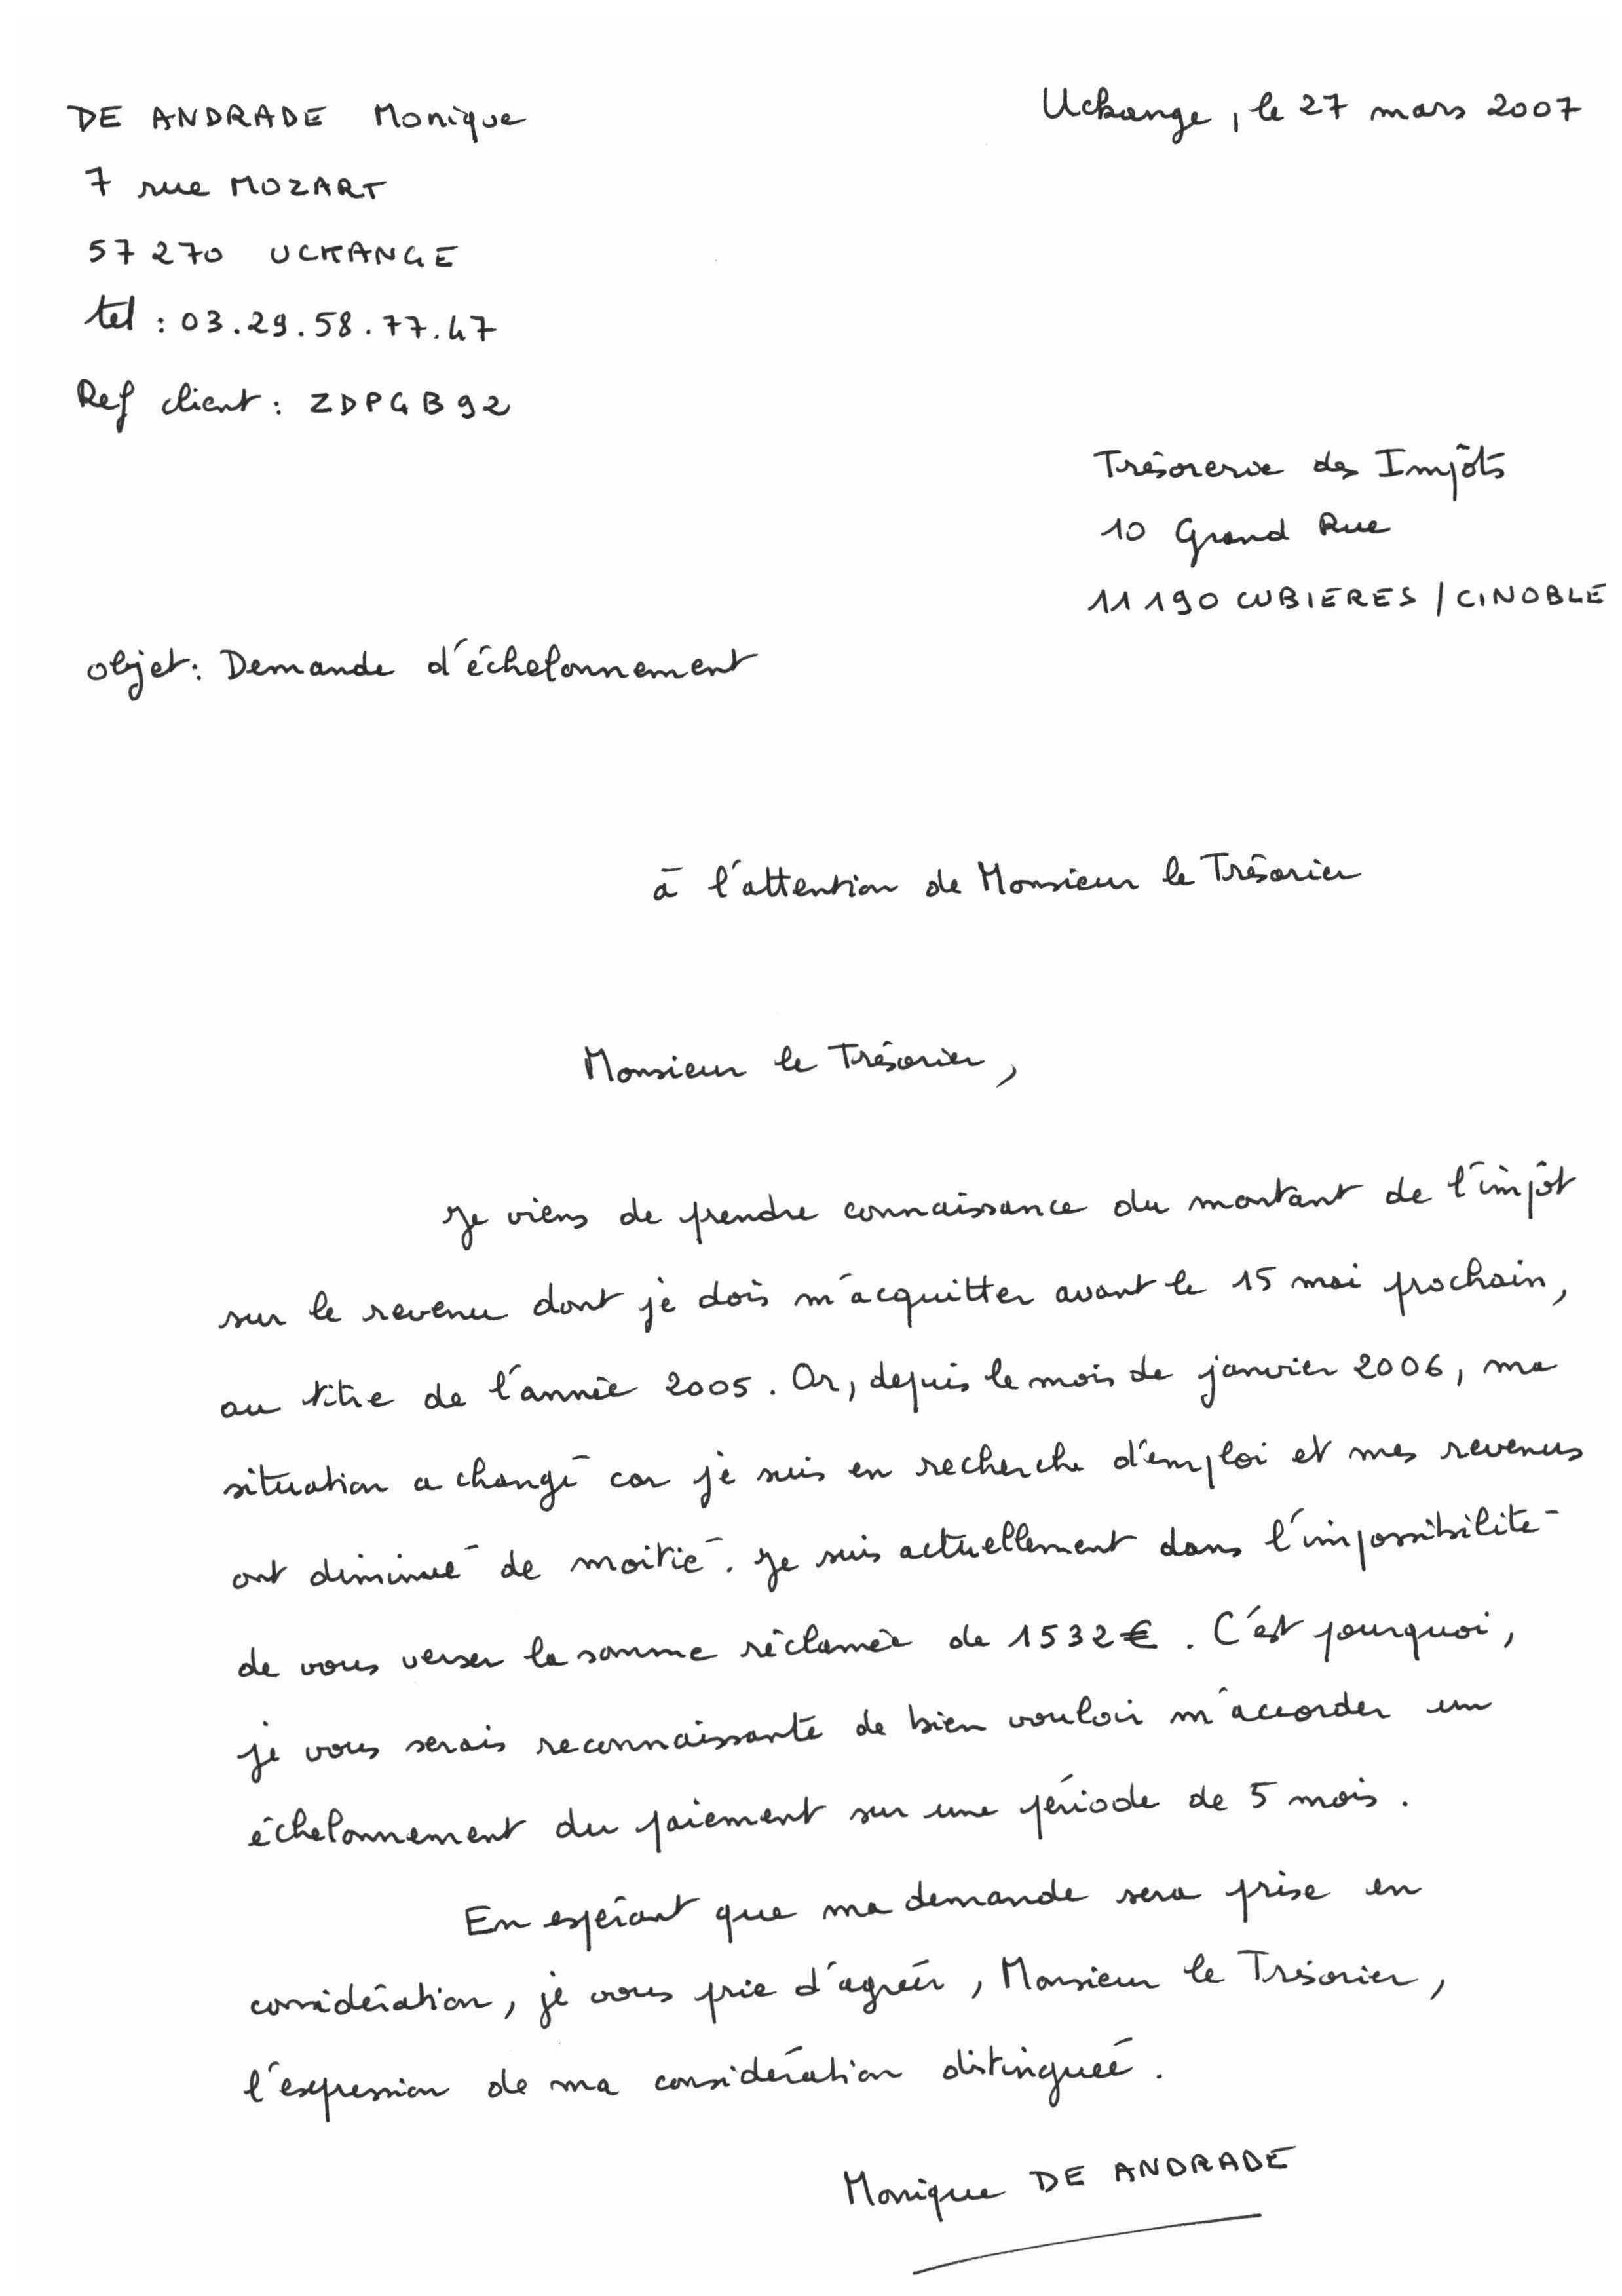 DE ANDRADE Monique
Uckange, le 27 mars 2007
7 rue MOZART
57270 UCKANGE
tel : 03.29.58.77.47
Ref client : ZDPGB92
Trésorerie des Impôts
10 Grand Rue
11190 CUBIERES / CINOBLE
objet : Demande d'échelonnement
à l'attention de Monsieur le Trésorier
Monsieur le Trésorier,
Je viens de prendre connaissance du montant de l'impôt
sur le revenu dont je dois m'acquitter avant le 15 mai prochain,
au titre de l'année 2005. Or, depuis le mois de janvier 2006, ma
situation a changé car je suis en recherche d'emploi et mes revenus
ont diminué de moitié. Je suis actuellement dans l'impossibilité
de vous verser la somme réclamée de 1532€. C'est pourquoi,
je vous serais reconnaissante de bien vouloir m'accorder un
échelonnement du paiement sur une période de 5 mois.
En espérant que ma demande sera prise en
considération, je vous prie d'agréer, Monsieur le Trésorier,
l'expression de ma considération distinguée.
Monique DE ANDRADE